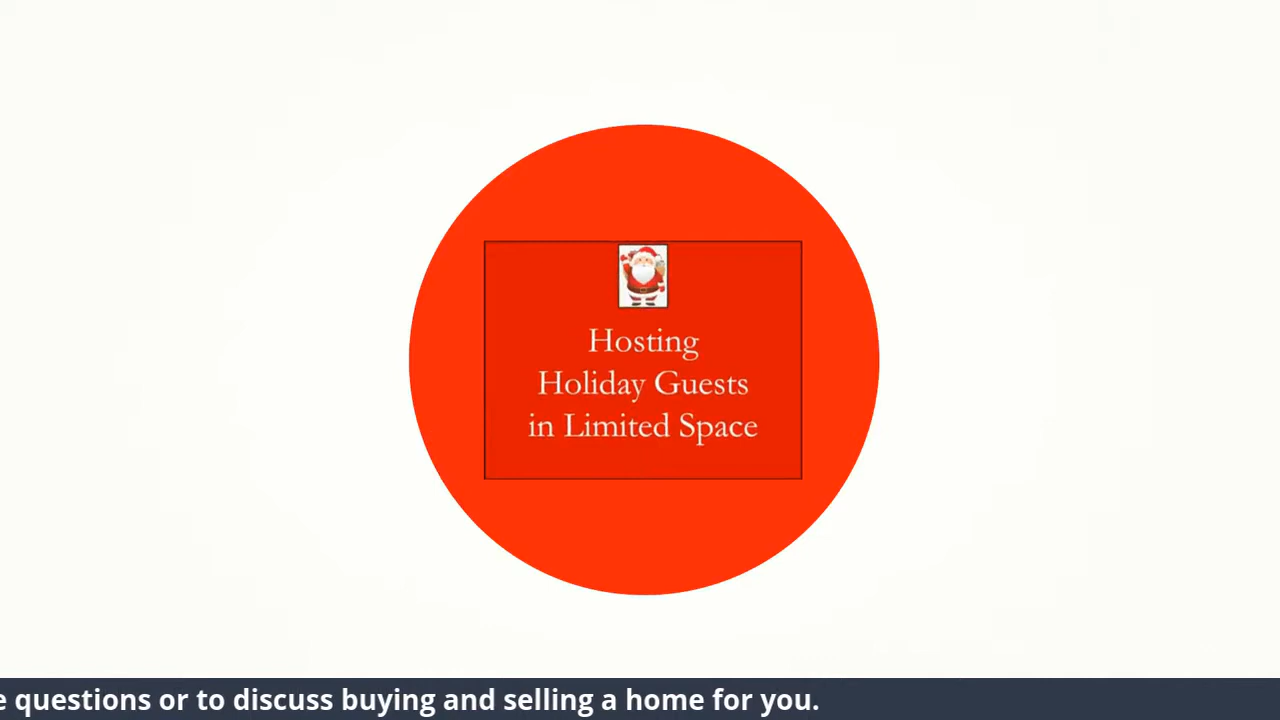 Hosting
Holiday Guests
in Limited Space
questions or to discuss buying and selling a home for you.